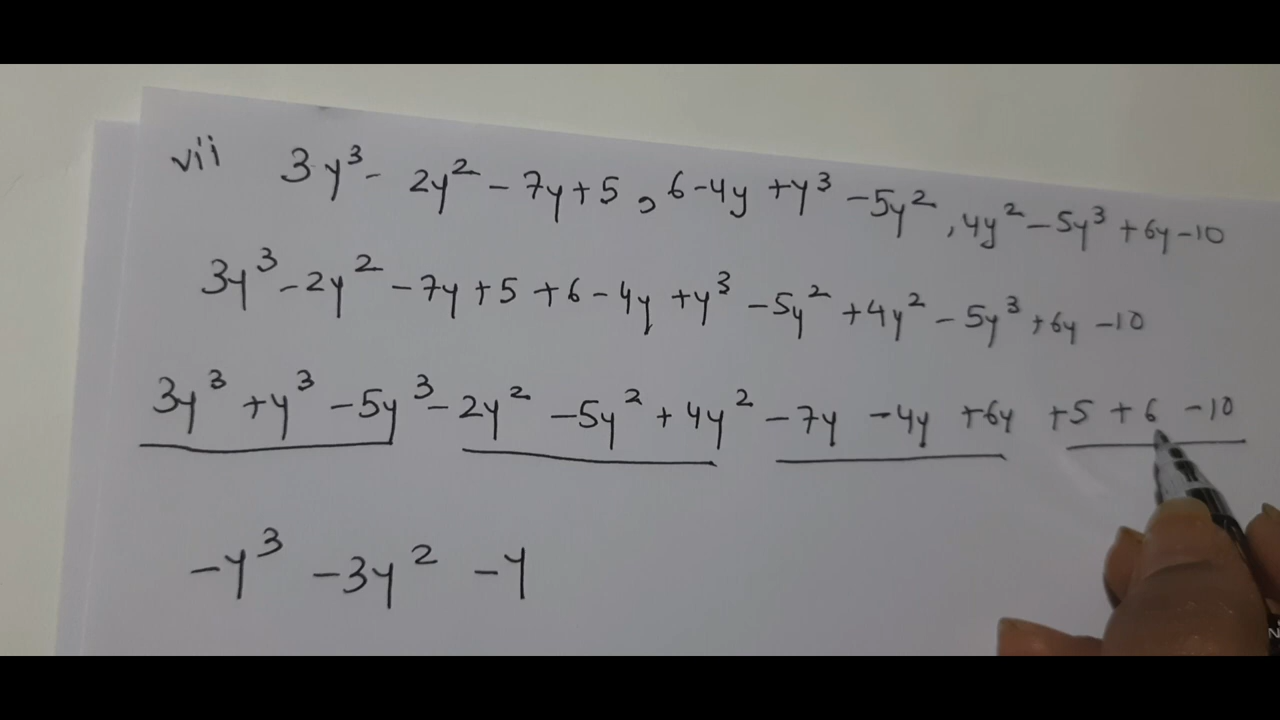 vii 3y³ - 2y² - 7y + 5 , 6 - 4y + y³ - 5y² , 4y² - 5y³ + 6y - 10
3y³ - 2y² - 7y + 5 + 6 - 4y + y³ - 5y² + 4y² - 5y³ + 6y - 10
3y³ + y³ - 5y³ - 2y² - 5y² + 4y² - 7y - 4y + 6y + 5 + 6 - 10
- y³ - 3y² - y